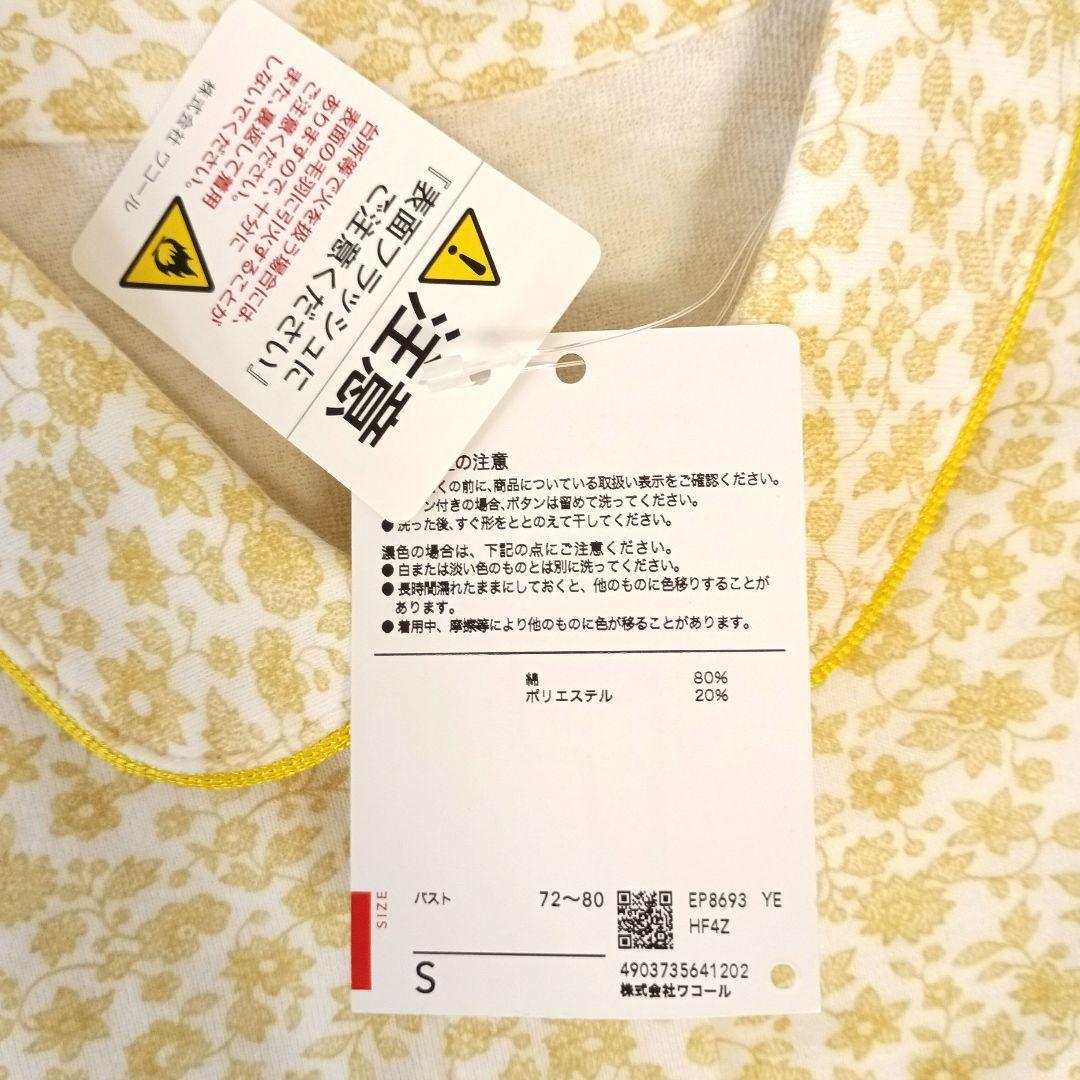 注意
『表面フラッシュに
ご注意ください』
台所等で火を扱う場合には、
表面の毛羽に引火することが
ありますので、十分に
ご注意ください。
また、裏返して着用
しないでください。
株式会社 ワコール
の注意
くの前に、商品についている取扱い表示をご確認ください。
ン付きの場合、ボタンは留めて洗ってください。
● 洗った後、すぐ形をととのえて干してください。
濃色の場合は、下記の点にご注意ください。
● 白または淡い色のものとは別に洗ってください。
● 長時間濡れたままにしておくと、他のものに色移りすることが
あります。
● 着用中、摩擦等により他のものに色が移ることがあります。
綿 80%
ポリエステル 20%
SIZE
バスト 72〜80
S
EP8693 YE
HF4Z
4903735641202
株式会社ワコール